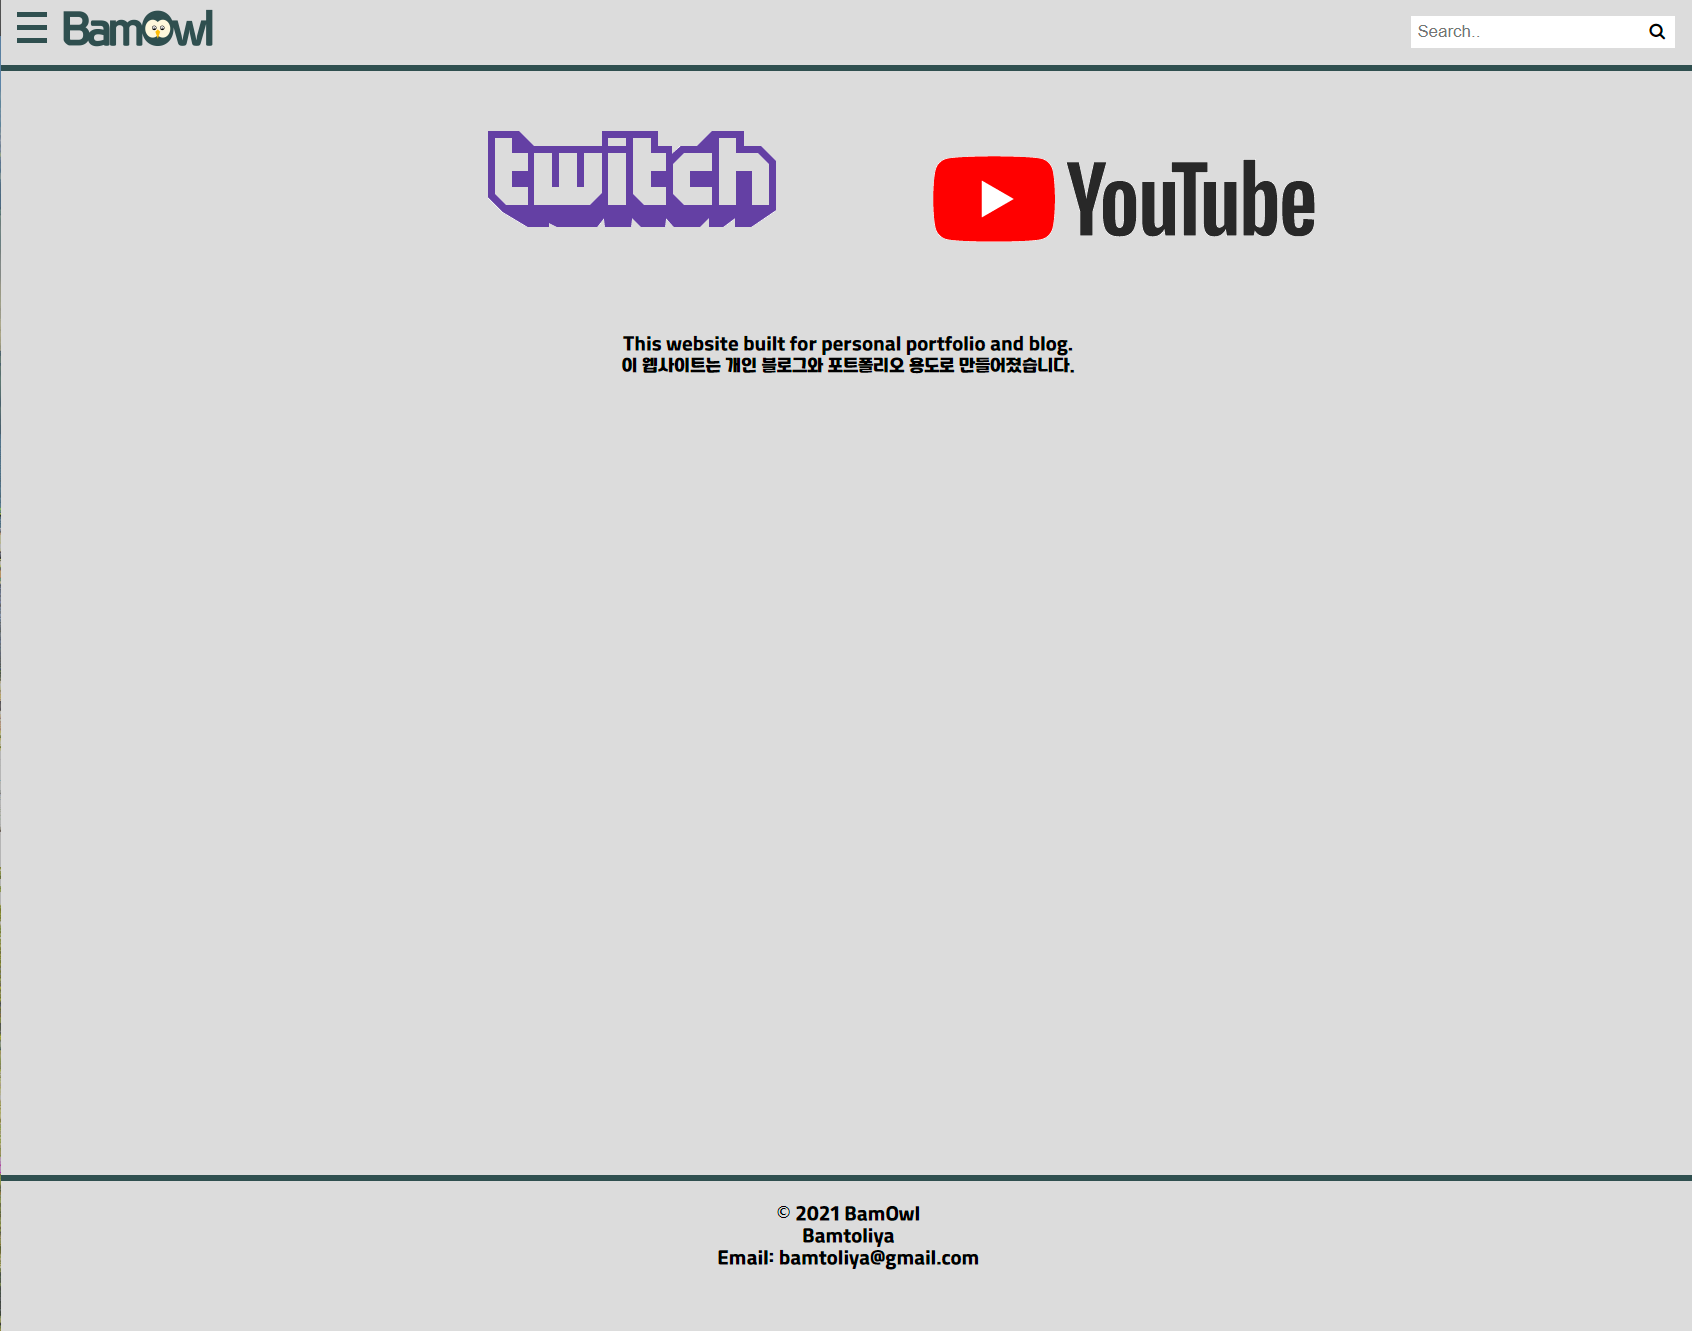 BamOwl
Search..
twitch
YouTube
This website built for personal portfolio and blog.
이 웹사이트는 개인 블로그와 포트폴리오 용도로 만들어졌습니다.
© 2021 BamOwl
Bamtoliya
Email: bamtoliya@gmail.com